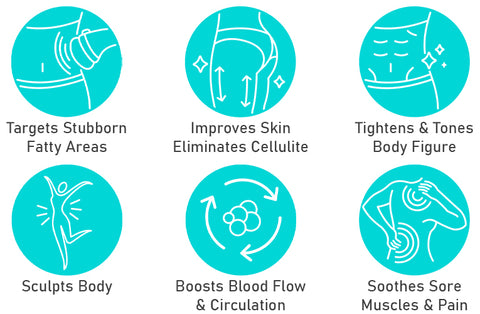 Targets Stubborn
Fatty Areas
Improves Skin
Eliminates Cellulite
Tightens & Tones
Body Figure
Sculpts Body
Boosts Blood Flow
& Circulation
Soothes Sore
Muscles & Pain